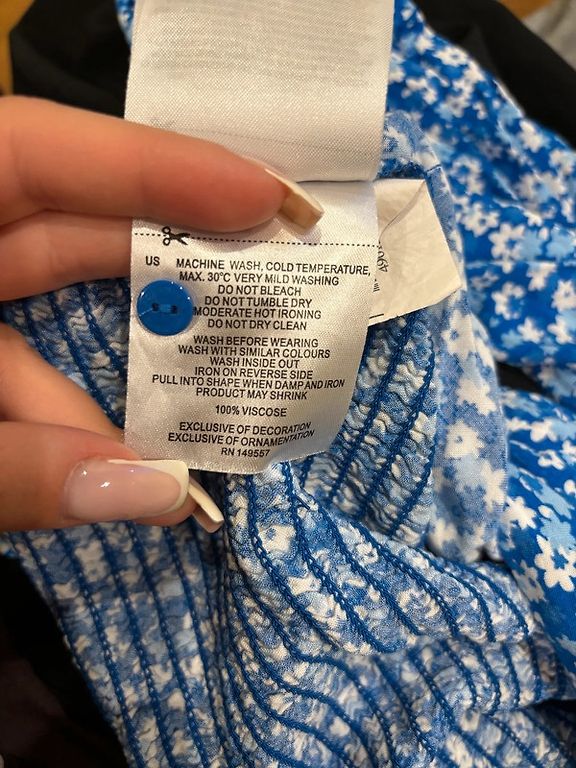 US MACHINE WASH, COLD TEMPERATURE,
MAX. 30°C VERY MILD WASHING
DO NOT BLEACH
DO NOT TUMBLE DRY
MODERATE HOT IRONING
DO NOT DRY CLEAN
WASH BEFORE WEARING
WASH WITH SIMILAR COLOURS
WASH INSIDE OUT
IRON ON REVERSE SIDE
PULL INTO SHAPE WHEN DAMP AND IRON
PRODUCT MAY SHRINK
100% VISCOSE
EXCLUSIVE OF DECORATION
EXCLUSIVE OF ORNAMENTATION
RN 149557